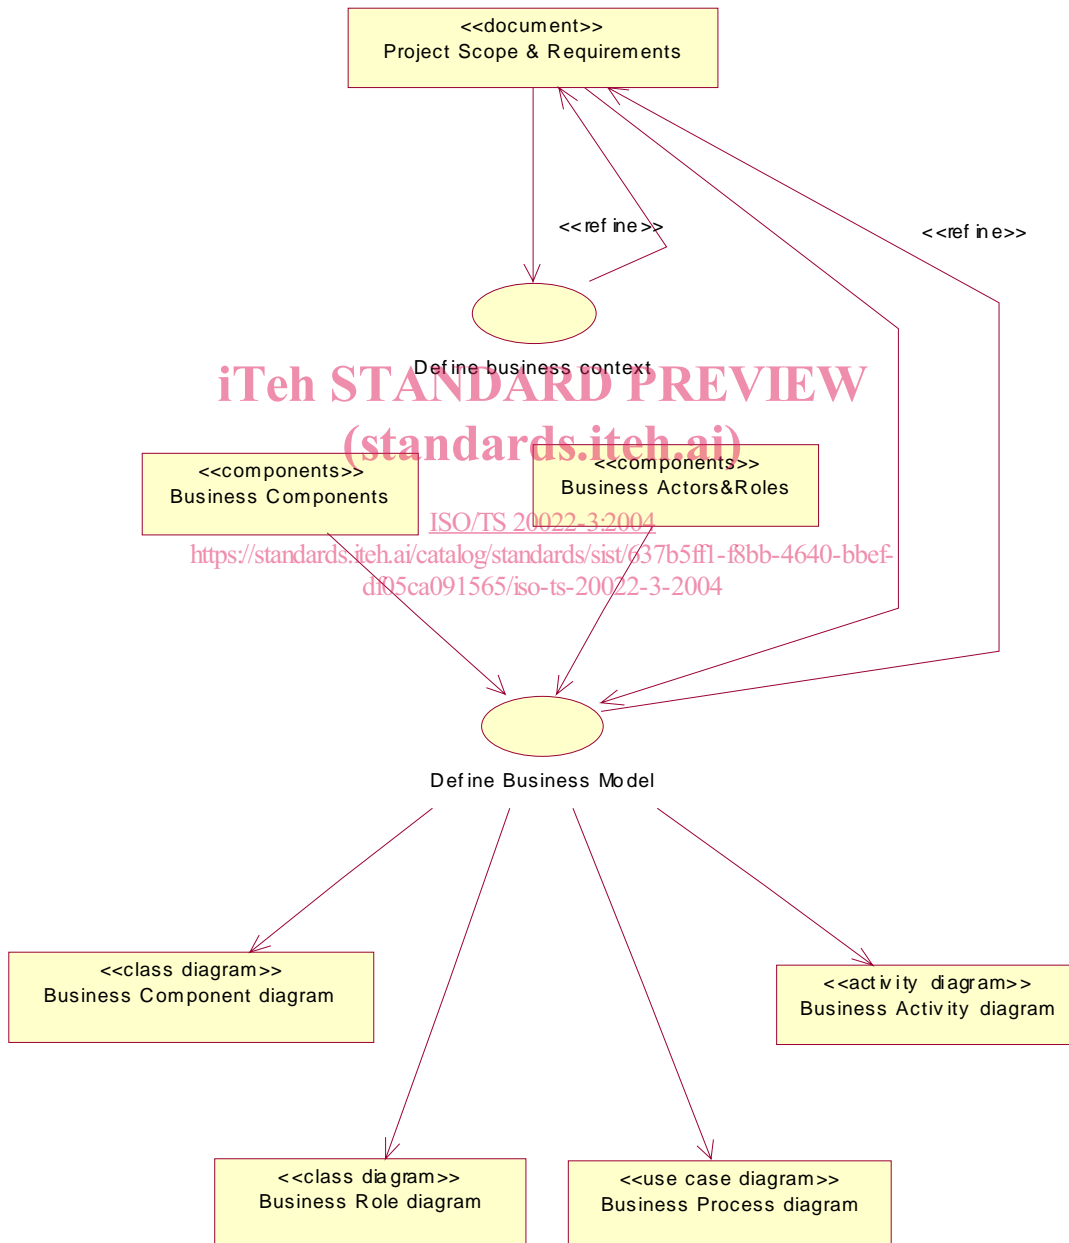 <<document>>
Project Scope & Requirements
<<refine>>
<<refine>>
Define business context
iTeh STANDARD PREVIEW
(standards.iteh.ai)
<<components>>
Business Components
<<components>>
Business Actors&Roles
ISO/TS 20022-3:2004
https://standards.iteh.ai/catalog/standards/sist/637b5ff1-f8bb-4640-bbef-
df05ca091565/iso-ts-20022-3-2004
Define Business Model
<<class diagram>>
Business Component diagram
<<activity diagram>>
Business Activity diagram
<<class diagram>>
Business Role diagram
<<use case diagram>>
Business Process diagram